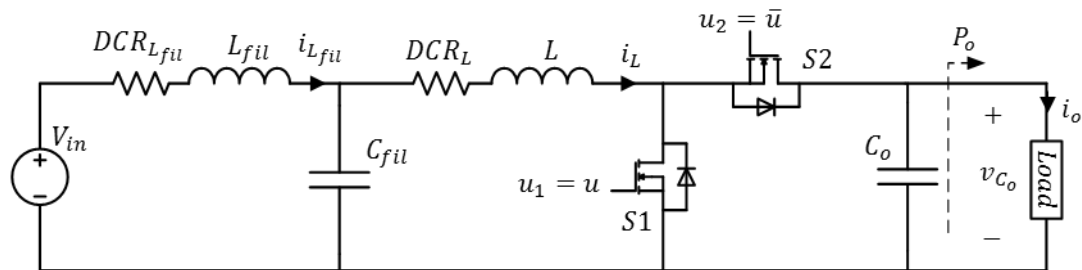 u₂ = ū
DCR_{L_{fil}} L_{fil} i_{L_{fil}} DCR_L L i_L S2 P_o
V_{in} + − C_{fil} u₁ = u S1 C_o + v_{C_o} − i_o Load